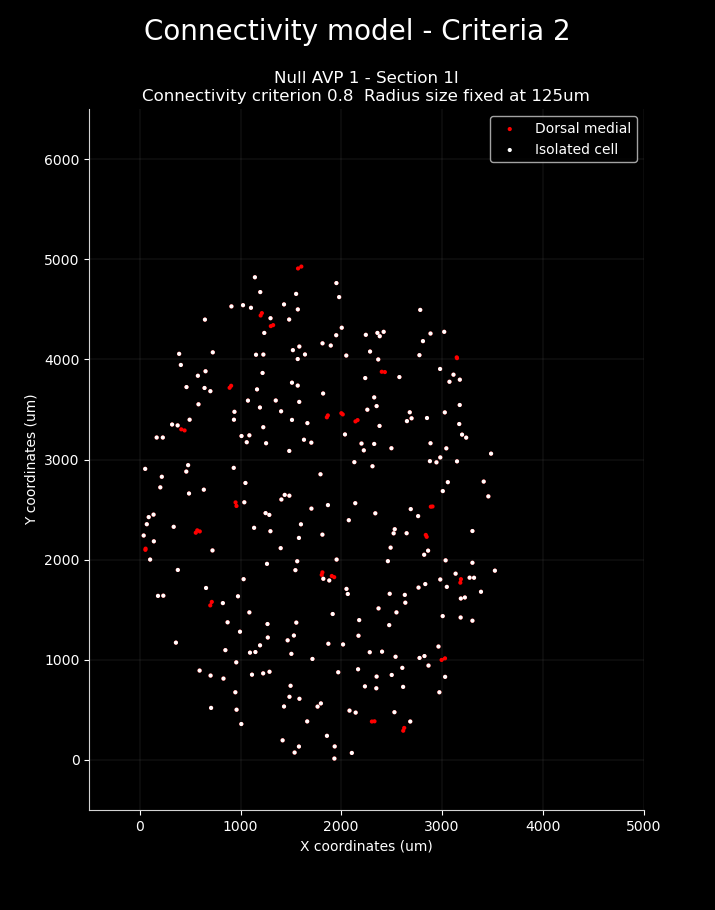 Connectivity model - Criteria 2
Null AVP 1 - Section 1I
Connectivity criterion 0.8  Radius size fixed at 125um
Dorsal medial
Isolated cell
6000
5000
4000
3000
2000
1000
0
Y coordinates (um)
0 1000 2000 3000 4000 5000
X coordinates (um)